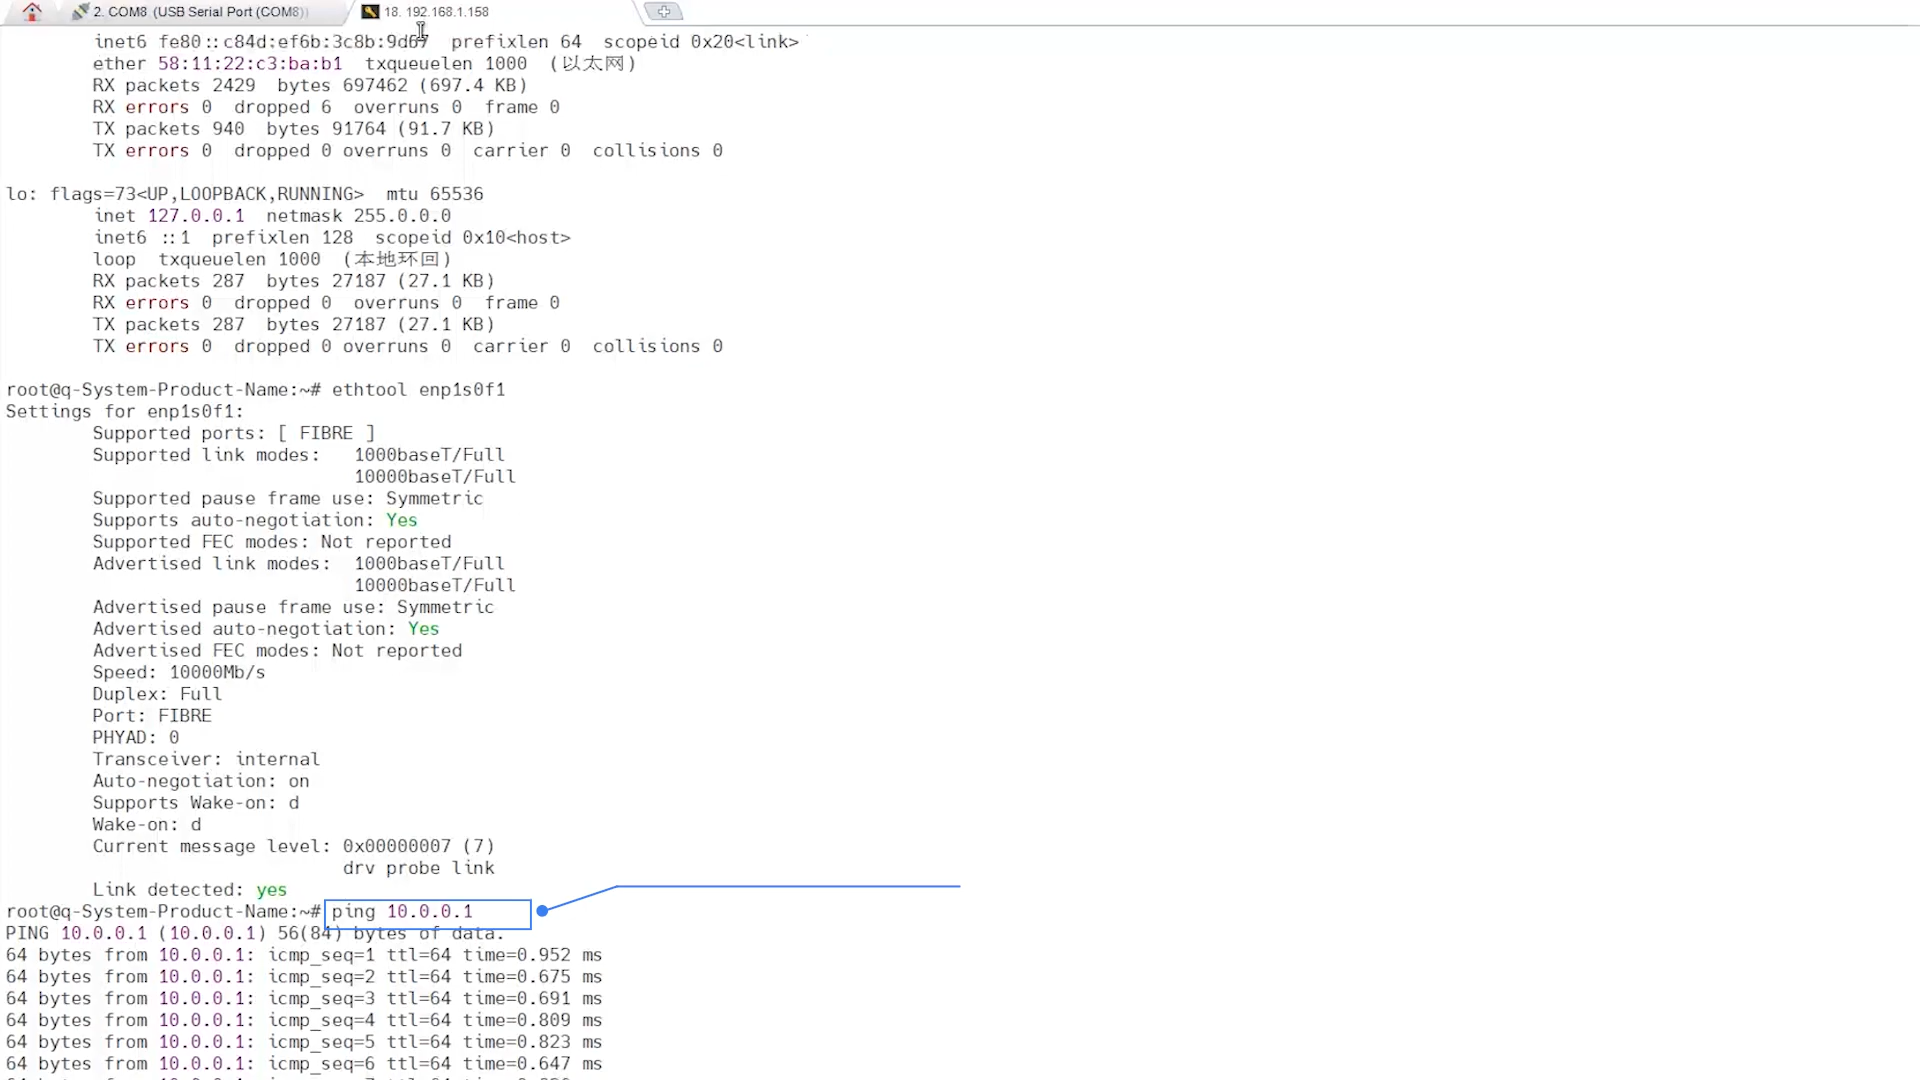 2. COM8 (USB Serial Port (COM8))
18. 192.168.1.158
inet6 fe80::c84d:ef6b:3c8b:9d67 prefixlen 64 scopeid 0x20<link>
ether 58:11:22:c3:ba:b1 txqueuelen 1000 (以太网)
RX packets 2429 bytes 697462 (697.4 KB)
RX errors 0 dropped 6 overruns 0 frame 0
TX packets 940 bytes 91764 (91.7 KB)
TX errors 0 dropped 0 overruns 0 carrier 0 collisions 0
lo: flags=73<UP,LOOPBACK,RUNNING> mtu 65536
inet 127.0.0.1 netmask 255.0.0.0
inet6 ::1 prefixlen 128 scopeid 0x10<host>
loop txqueuelen 1000 (本地环回)
RX packets 287 bytes 27187 (27.1 KB)
RX errors 0 dropped 0 overruns 0 frame 0
TX packets 287 bytes 27187 (27.1 KB)
TX errors 0 dropped 0 overruns 0 carrier 0 collisions 0
root@q-System-Product-Name:~# ethtool enp1s0f1
Settings for enp1s0f1:
Supported ports: [ FIBRE ]
Supported link modes: 1000baseT/Full
10000baseT/Full
Supported pause frame use: Symmetric
Supports auto-negotiation: Yes
Supported FEC modes: Not reported
Advertised link modes: 1000baseT/Full
10000baseT/Full
Advertised pause frame use: Symmetric
Advertised auto-negotiation: Yes
Advertised FEC modes: Not reported
Speed: 10000Mb/s
Duplex: Full
Port: FIBRE
PHYAD: 0
Transceiver: internal
Auto-negotiation: on
Supports Wake-on: d
Wake-on: d
Current message level: 0x00000007 (7)
drv probe link
Link detected: yes
root@q-System-Product-Name:~# ping 10.0.0.1
PING 10.0.0.1 (10.0.0.1) 56(84) bytes of data.
64 bytes from 10.0.0.1: icmp_seq=1 ttl=64 time=0.952 ms
64 bytes from 10.0.0.1: icmp_seq=2 ttl=64 time=0.675 ms
64 bytes from 10.0.0.1: icmp_seq=3 ttl=64 time=0.691 ms
64 bytes from 10.0.0.1: icmp_seq=4 ttl=64 time=0.809 ms
64 bytes from 10.0.0.1: icmp_seq=5 ttl=64 time=0.823 ms
64 bytes from 10.0.0.1: icmp_seq=6 ttl=64 time=0.647 ms